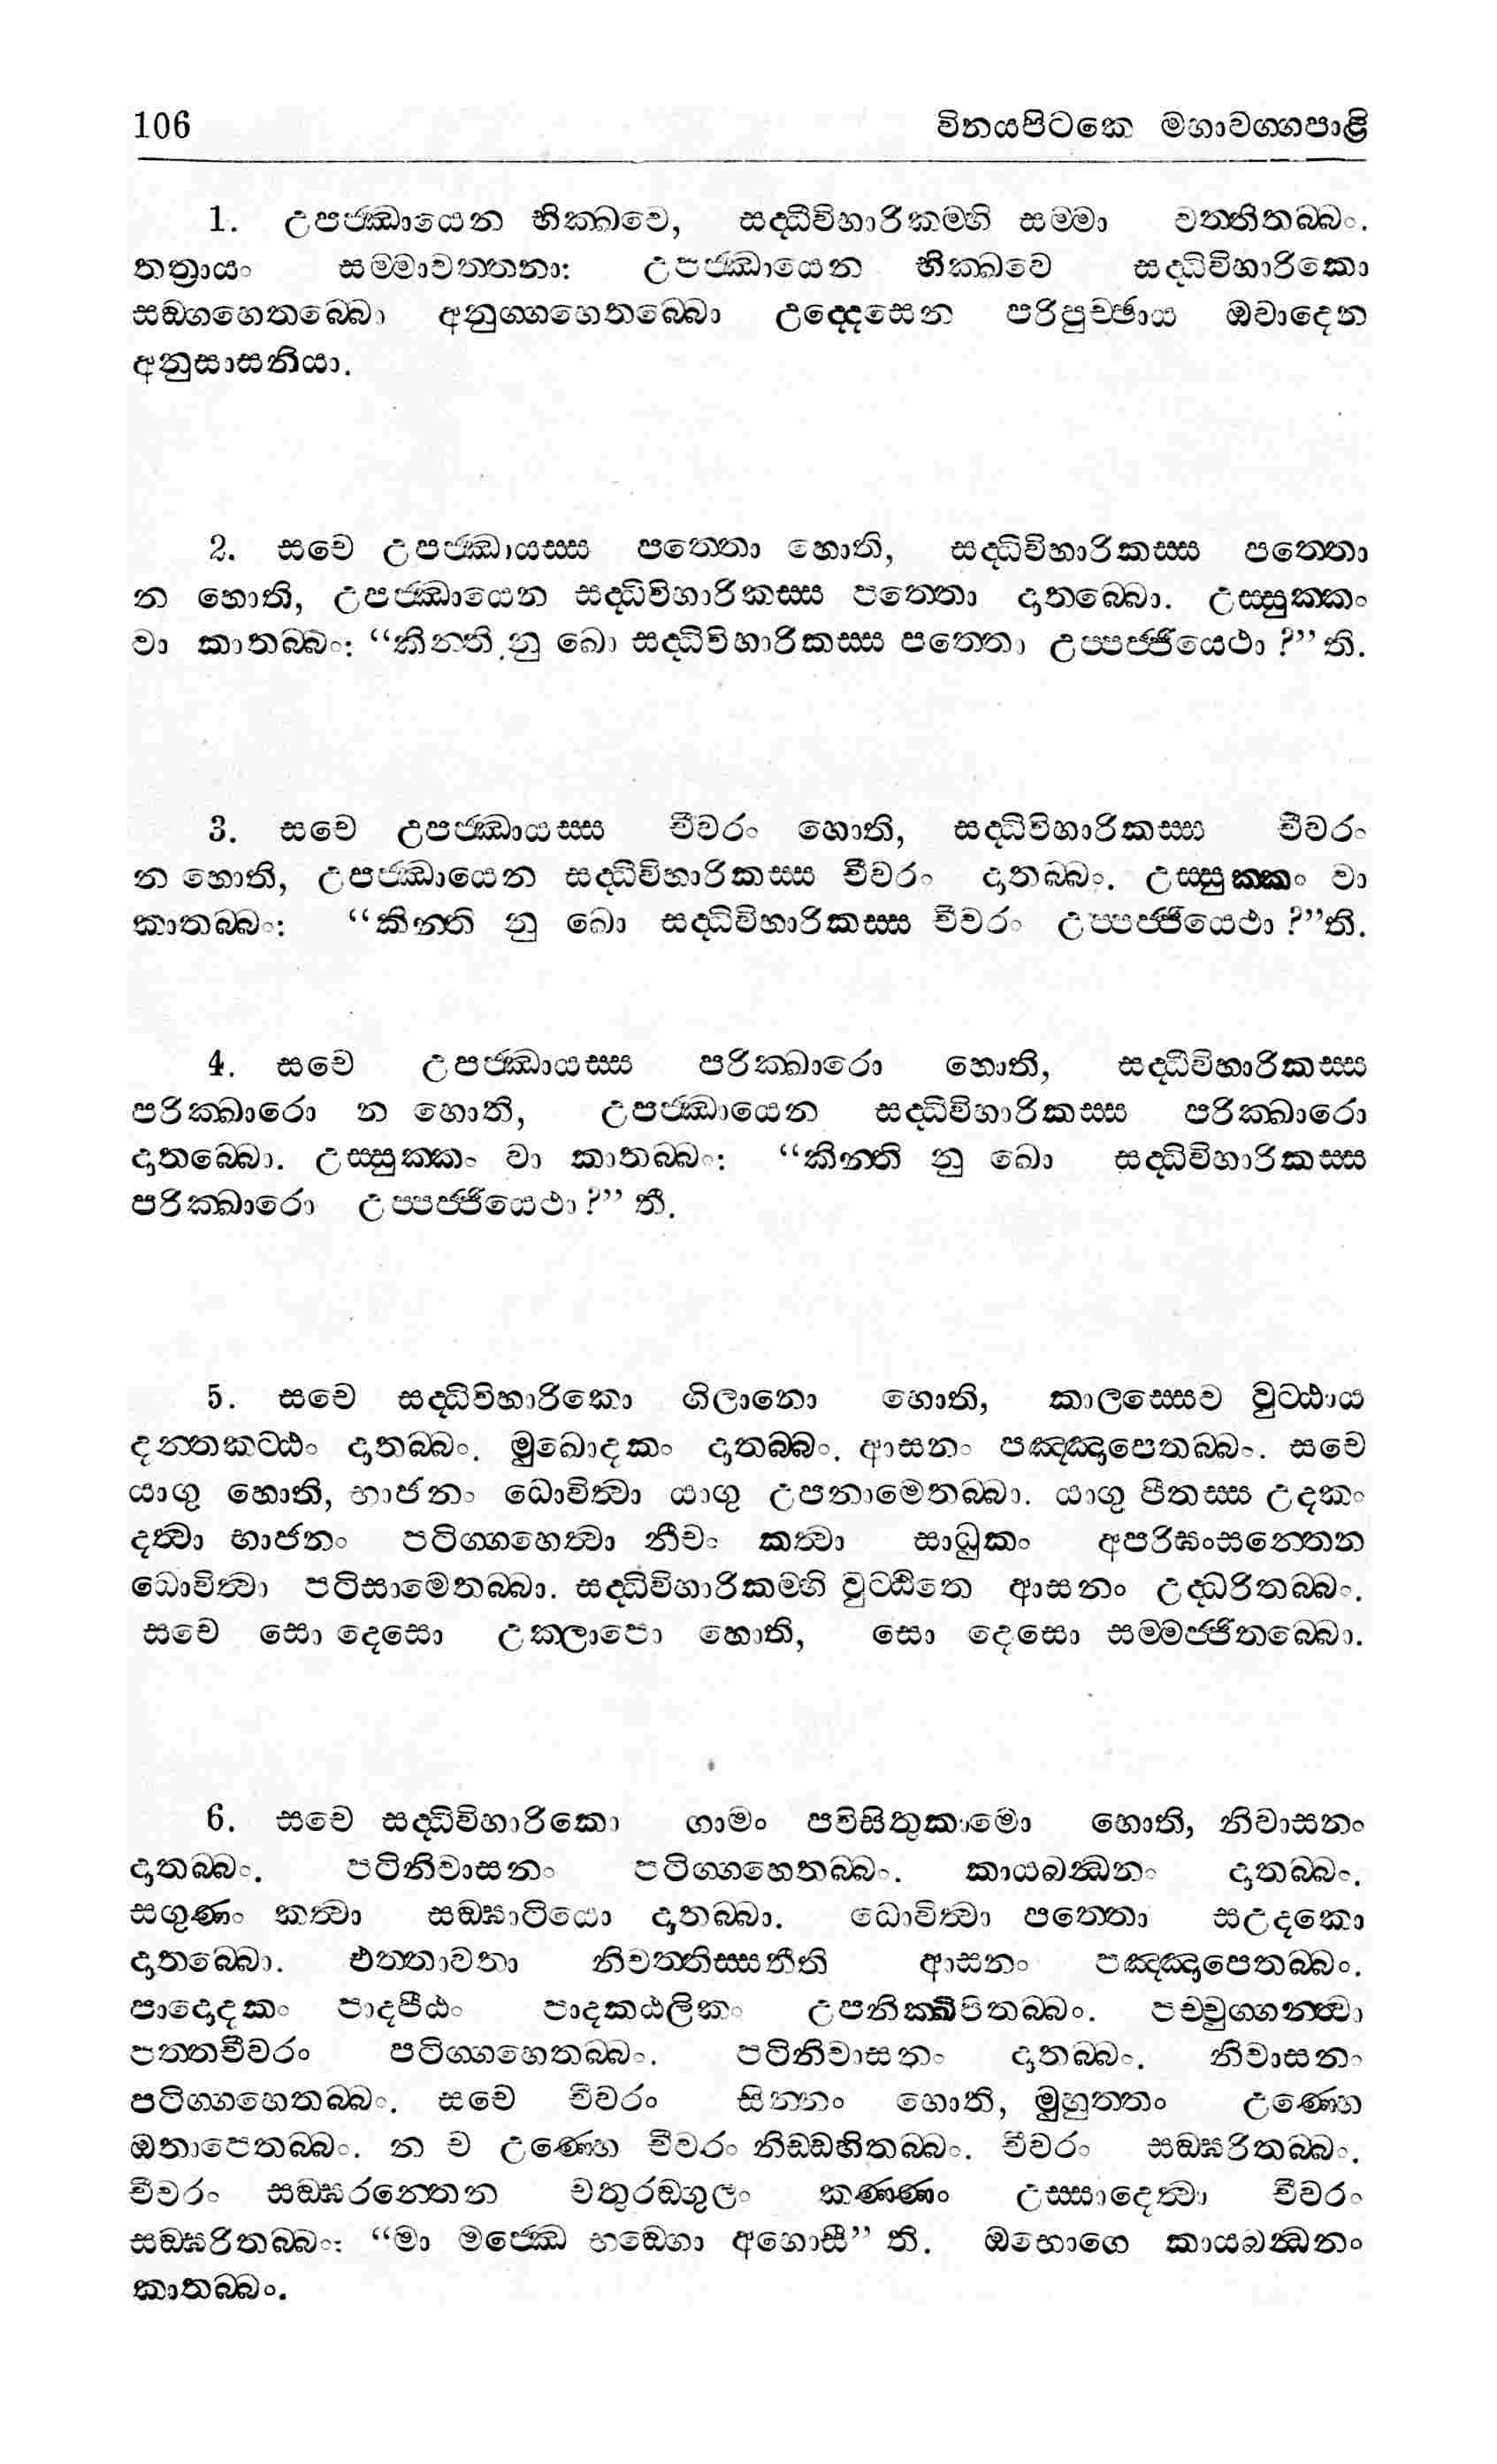 106 විනයපිටකෙ මහාවග්ගපාළි
1. උපජ්ඣායෙන භික්ඛවෙ, සද්ධිවිහාරිකම්හි සම්මා වත්තිතබ්බං.
තත්‍රායං සම්මාවත්තනා: උපජ්ඣායෙන භික්ඛවෙ සද්ධිවිහාරිකො
සඞ්ගහෙතබ්බො අනුග්ගහෙතබ්බො උද්දෙසෙන පරිපුච්ඡාය ඔවාදෙන
අනුසාසනියා.
2. සචෙ උපජ්ඣායස්ස පත්තො හොති, සද්ධිවිහාරිකස්ස පත්තො
න හොති, උපජ්ඣායෙන සද්ධිවිහාරිකස්ස පත්තො දාතබ්බො. උස්සුක්කං
වා කාතබ්බං: “කින්ති නු ඛො සද්ධිවිහාරිකස්ස පත්තො උප්පජ්ජියෙථා ?” ති.
3. සචෙ උපජ්ඣායස්ස චීවරං හොති, සද්ධිවිහාරිකස්ස චීවරං
න හොති, උපජ්ඣායෙන සද්ධිවිහාරිකස්ස චීවරං දාතබ්බං. උස්සුක්කං වා
කාතබ්බං: “කින්ති නු ඛො සද්ධිවිහාරිකස්ස චීවරං උප්පජ්ජියෙථා ?”ති.
4. සචෙ උපජ්ඣායස්ස පරික්ඛාරො හොති, සද්ධිවිහාරිකස්ස
පරික්ඛාරො න හොති, උපජ්ඣායෙන සද්ධිවිහාරිකස්ස පරික්ඛාරො
දාතබ්බො. උස්සුක්කං වා කාතබ්බං: “කින්ති නු ඛො සද්ධිවිහාරිකස්ස
පරික්ඛාරො උප්පජ්ජියෙථා ?” තී.
5. සචෙ සද්ධිවිහාරිකො ගිලානො හොති, කාලස්සෙව වුට්ඨාය
දන්තකට්ඨං දාතබ්බං. මුඛොදකං දාතබ්බං. ආසනං පඤ්ඤාපෙතබ්බං. සචෙ
යාගු හොති, භාජනං ධොවිත්‍වා යාගු උපනාමෙතබ්බා. යාගු පීතස්ස උදකං
දත්‍වා භාජනං පටිග්ගහෙත්‍වා නීචං කත්‍වා සාධුකං අපරිඝංසන්තෙන
ධොවිත්‍වා පටිසාමෙතබ්බා. සද්ධිවිහාරිකම්හි වුට්ඨිතෙ ආසනං උද්ධරිතබ්බං.
සචෙ සො දෙසො උක්ලාපො හොති, සො දෙසො සම්මජ්ජිතබ්බො.
6. සචෙ සද්ධිවිහාරිකො ගාමං පවිසිතුකාමො හොති, නිවාසනං
දාතබ්බං. පටිනිවාසනං පටිග්ගහෙතබ්බං. කායබන්ධනං දාතබ්බං.
සගුණං කත්‍වා සඞ්ඝාටියො දාතබ්බා. ධොවිත්‍වා පත්තො සඋදකො
දාතබ්බො. එත්තාවතා නිවත්තිස්සතීති ආසනං පඤ්ඤාපෙතබ්බං.
පාදොදකං පාදපීඨං පාදකඨලිකං උපනික්ඛිපිතබ්බං. පච්චුග්ගන්ත්‍වා
පත්තචීවරං පටිග්ගහෙතබ්බං. පටිනිවාසනං දාතබ්බං. නිවාසනං
පටිග්ගහෙතබ්බං. සචෙ චීවරං සින්නං හොති, මුහුත්තං උණ්හෙ
ඔතාපෙතබ්බං. න ච උණ්හෙ චීවරං නිඩ්ඩහිතබ්බං. චීවරං සඞ්ඝරිතබ්බං.
චීවරං සඞ්ඝරන්තෙන චතුරඞ්ගුලං කණ්ණං උස්සාදෙත්‍වා චීවරං
සඞ්ඝරිතබ්බං: “මා මජ්ඣෙ භඞ්ගො අහොසී” ති. ඔභොගෙ කායබන්ධනං
කාතබ්බං.